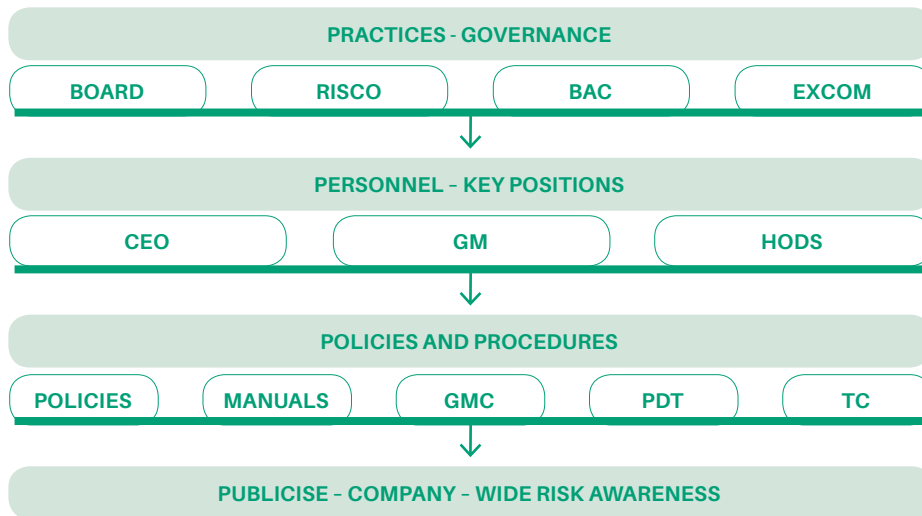 PRACTICES - GOVERNANCE
BOARD RISCO BAC EXCOM
PERSONNEL – KEY POSITIONS
CEO GM HODS
POLICIES AND PROCEDURES
POLICIES MANUALS GMC PDT TC
PUBLICISE – COMPANY – WIDE RISK AWARENESS